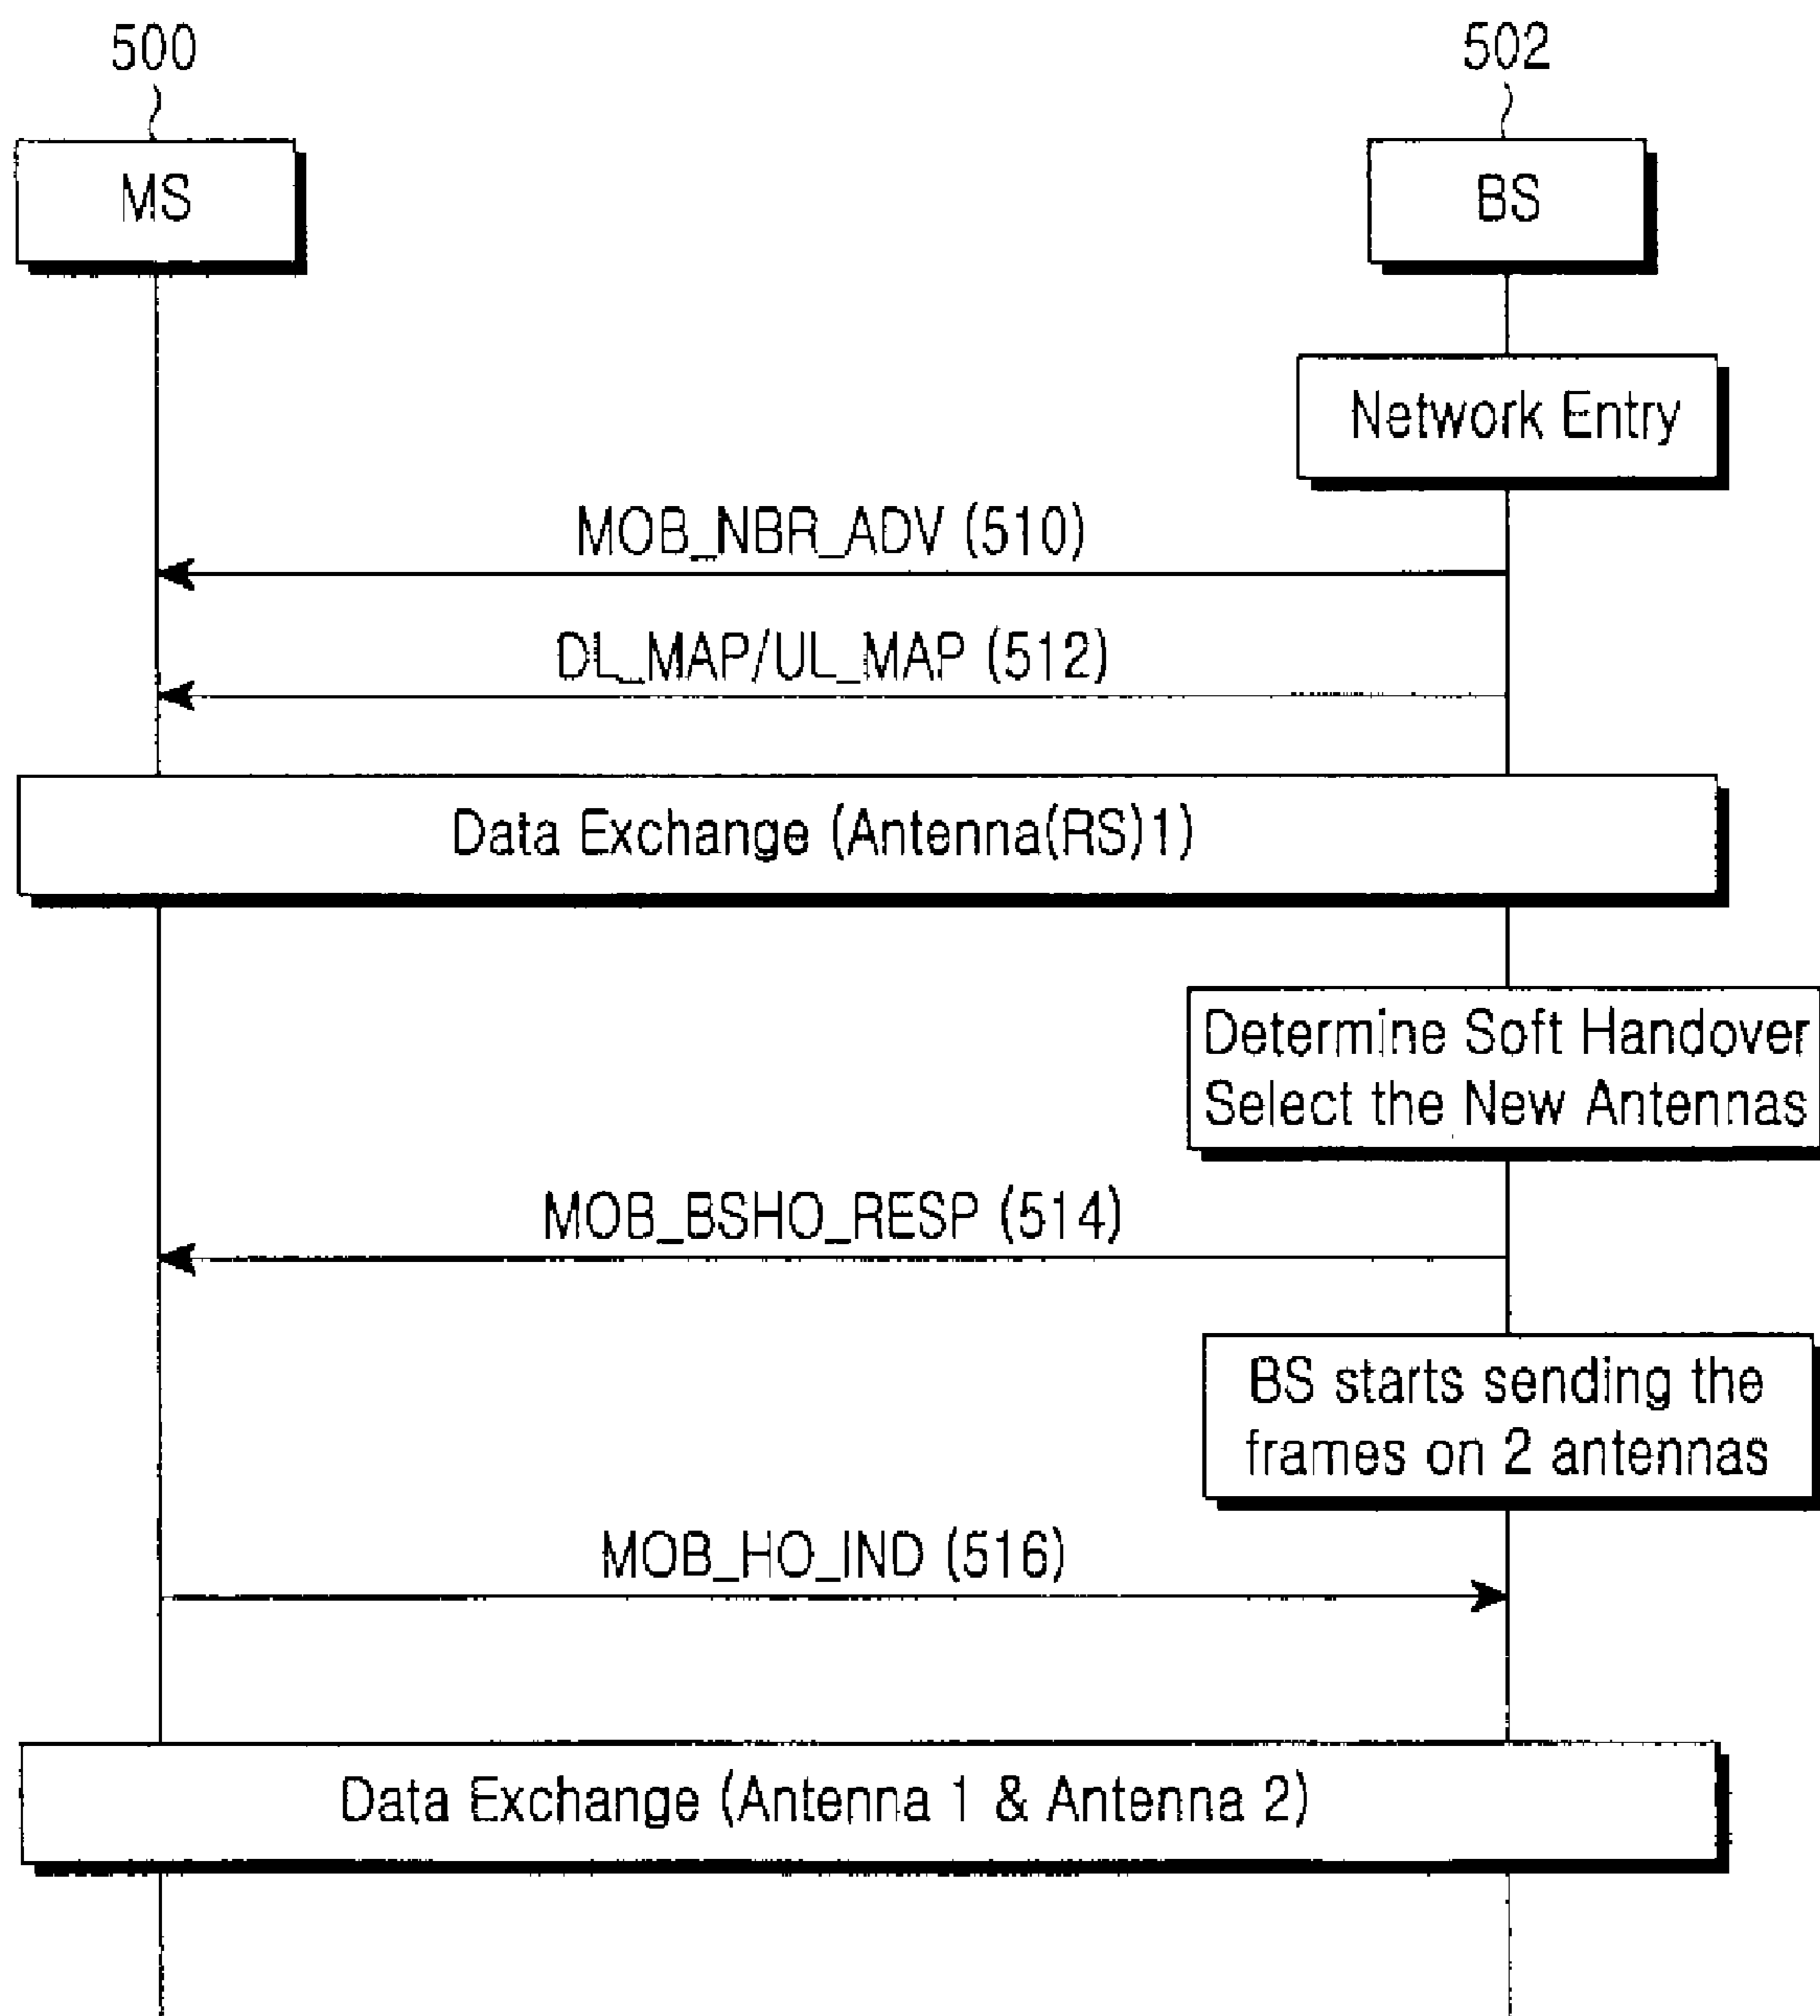 500
502
MS
BS
Network Entry
MOB_NBR_ADV (510)
DL_MAP/UL_MAP (512)
Data Exchange (Antenna(RS)1)
Determine Soft Handover
Select the New Antennas
MOB_BSHO_RESP (514)
BS starts sending the
frames on 2 antennas
MOB_HO_IND (516)
Data Exchange (Antenna 1 & Antenna 2)